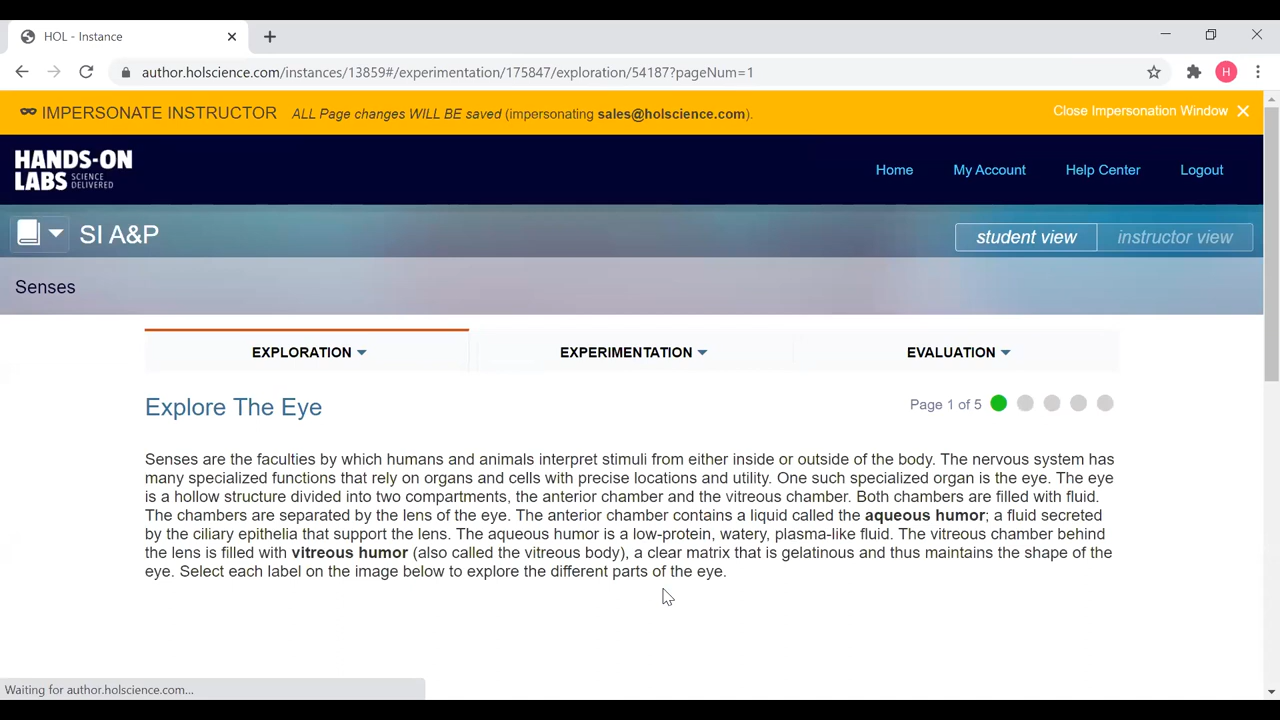 HOL - Instance
author.holscience.com/instances/13859#/experimentation/175847/exploration/54187?pageNum=1
H
IMPERSONATE INSTRUCTOR ALL Page changes WILL BE saved (impersonating sales@holscience.com).
Close Impersonation Window
HANDS-ON
LABS SCIENCE DELIVERED
Home My Account Help Center Logout
SI A&P
student view instructor view
Senses
EXPLORATION EXPERIMENTATION EVALUATION
Explore The Eye
Page 1 of 5
Senses are the faculties by which humans and animals interpret stimuli from either inside or outside of the body. The nervous system has
many specialized functions that rely on organs and cells with precise locations and utility. One such specialized organ is the eye. The eye
is a hollow structure divided into two compartments, the anterior chamber and the vitreous chamber. Both chambers are filled with fluid.
The chambers are separated by the lens of the eye. The anterior chamber contains a liquid called the aqueous humor; a fluid secreted
by the ciliary epithelia that support the lens. The aqueous humor is a low-protein, watery, plasma-like fluid. The vitreous chamber behind
the lens is filled with vitreous humor (also called the vitreous body), a clear matrix that is gelatinous and thus maintains the shape of the
eye. Select each label on the image below to explore the different parts of the eye.
Waiting for author.holscience.com...